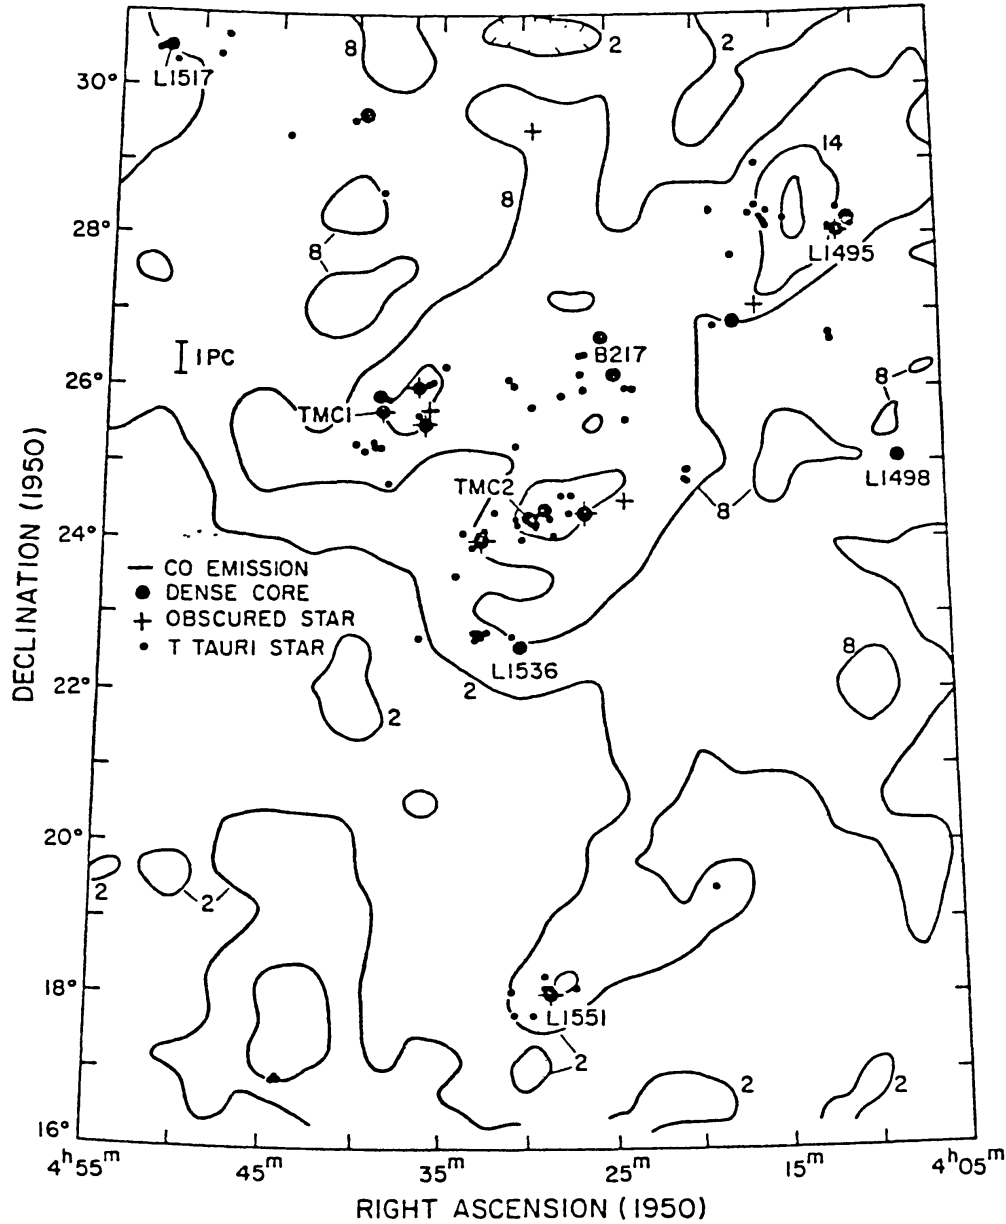 8
2
2
L1517
30°
14
8
28°
8
L1495
1 PC
B217
26°
8
TMC1
TMC2
L1498
8
24°
— CO EMISSION
● DENSE CORE
+ OBSCURED STAR
• T TAURI STAR
DECLINATION (1950)
L1536
8
2
22°
2
20°
2
2
18°
L1551
2
2
2
16°
4ʰ55ᵐ
45ᵐ
35ᵐ
25ᵐ
15ᵐ
4ʰ05ᵐ
RIGHT ASCENSION (1950)